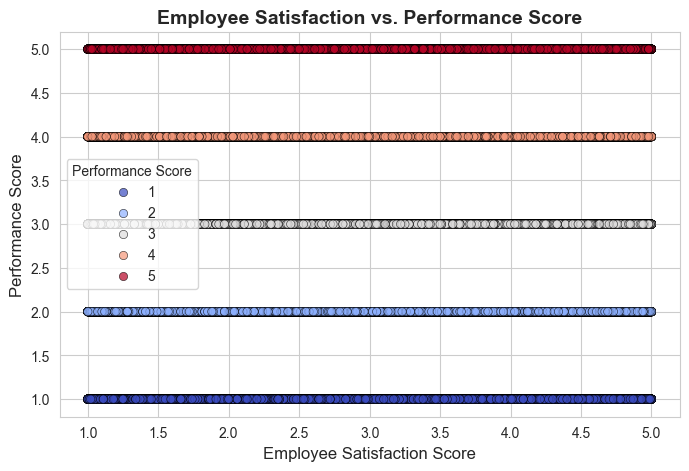 Employee Satisfaction vs. Performance Score
Performance Score
5.0
4.5
4.0
3.5
3.0
2.5
2.0
1.5
1.0
Performance Score
1
2
3
4
5
1.0 1.5 2.0 2.5 3.0 3.5 4.0 4.5 5.0
Employee Satisfaction Score